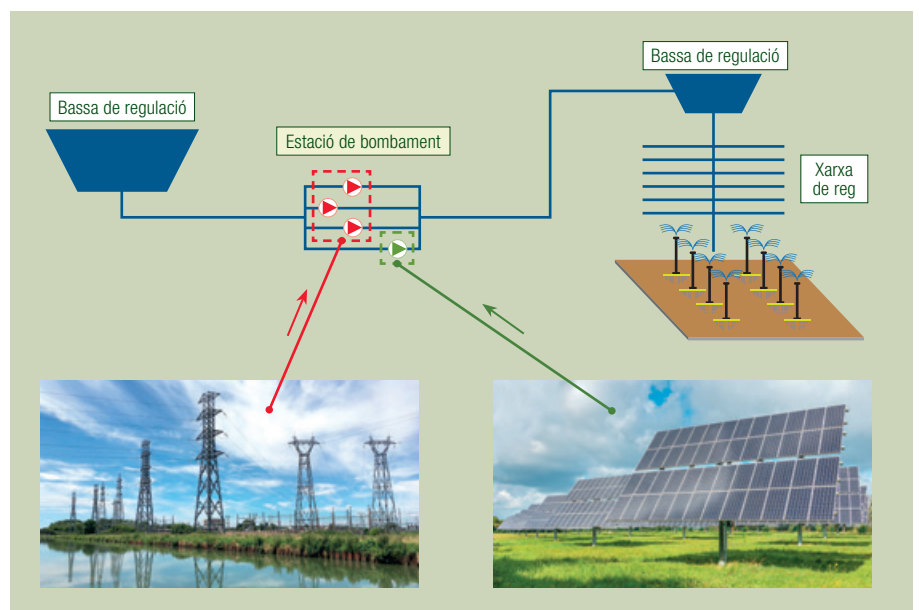 Bassa de regulació
Bassa de regulació
Estació de bombament
Xarxa
de reg